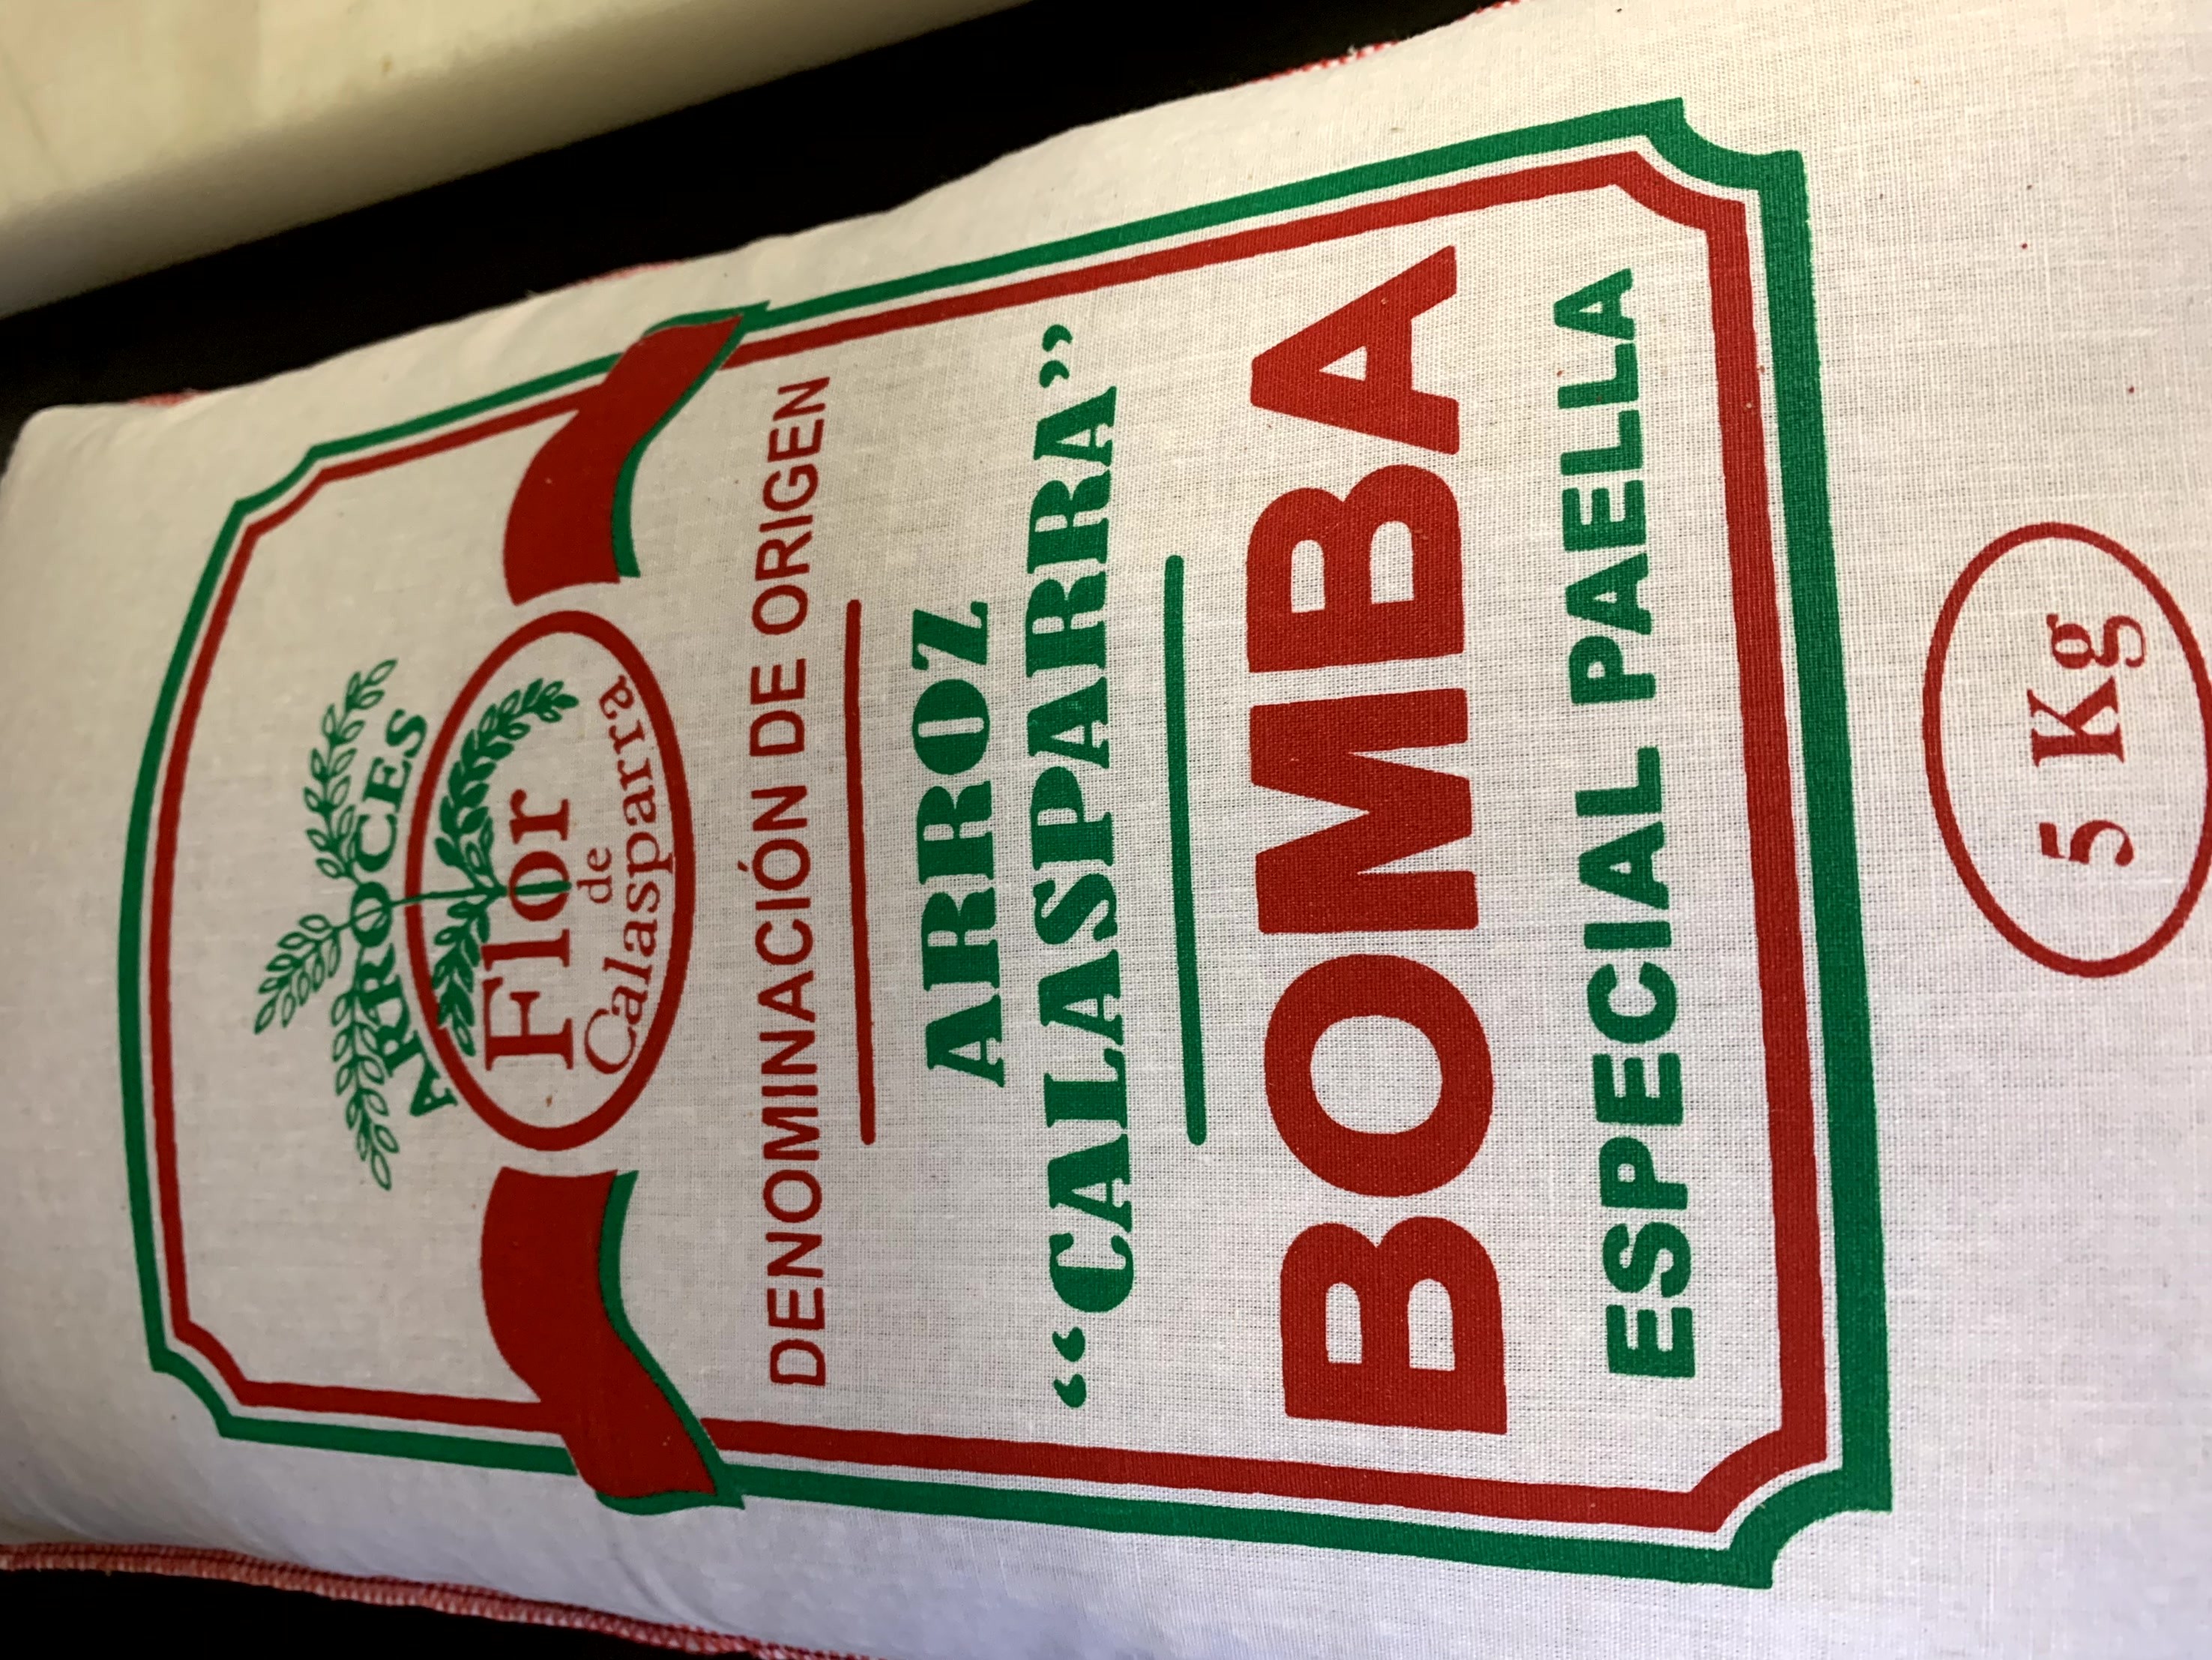 ARROCES
Flor
de
Calasparra
DENOMINACIÓN DE ORIGEN
ARROZ
“CALASPARRA”
BOMBA
ESPECIAL PAELLA
5 Kg